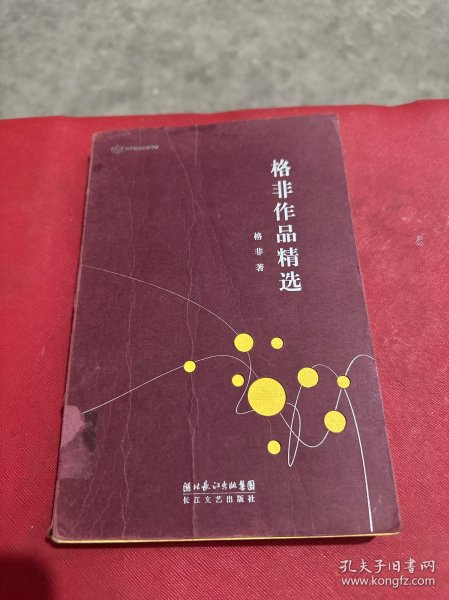 格非作品精选
格非 著
湖北长江出版集团
长江文艺出版社
孔夫子旧书网
www.kongfz.com